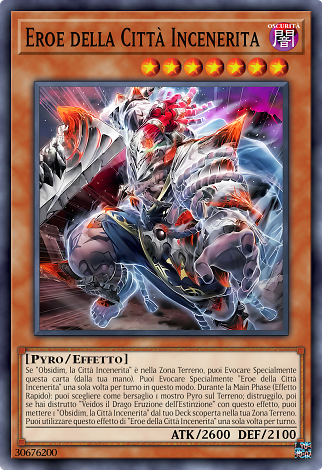 Eroe della Città Incenerita
OSCURITÀ
闇
[Pyro/Effetto]
Se "Obsidim, la Città Incenerita" è nella Zona Terreno, puoi Evocare Specialmente
questa carta (dalla tua mano). Puoi Evocare Specialmente "Eroe della Città
Incenerita" una sola volta per turno in questo modo. Durante la Main Phase (Effetto
Rapido): puoi scegliere come bersaglio 1 mostro Pyro sul Terreno; distruggilo, poi
se hai distrutto "Veidos il Drago Eruzione dell'Estinzione" con questo effetto, puoi
mettere 1 "Obsidim, la Città Incenerita" dal tuo Deck scoperta nella tua Zona Terreno.
Puoi utilizzare questo effetto di "Eroe della Città Incenerita" una sola volta per turno.
ATK/2600 DEF/2100
30676200